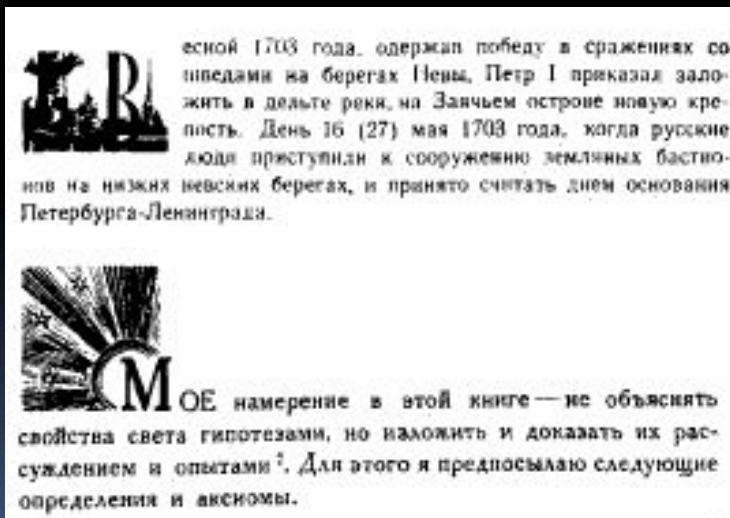 Весной 1703 года, одержав победу в сражениях со
шведами на берегах Невы, Петр I приказал зало-
жить в дельте реки, на Заячьем острове новую кре-
пость. День 16 (27) мая 1703 года, когда русские
люди приступили к сооружению земляных бастио-
нов на низких невских берегах, и принято считать днем основания
Петербурга-Ленинграда.
МОЕ намерение в этой книге — не объяснять
свойства света гипотезами, но изложить и доказать их рас-
суждением и опытами ². Для этого я предпосылаю следующие
определения и аксиомы.